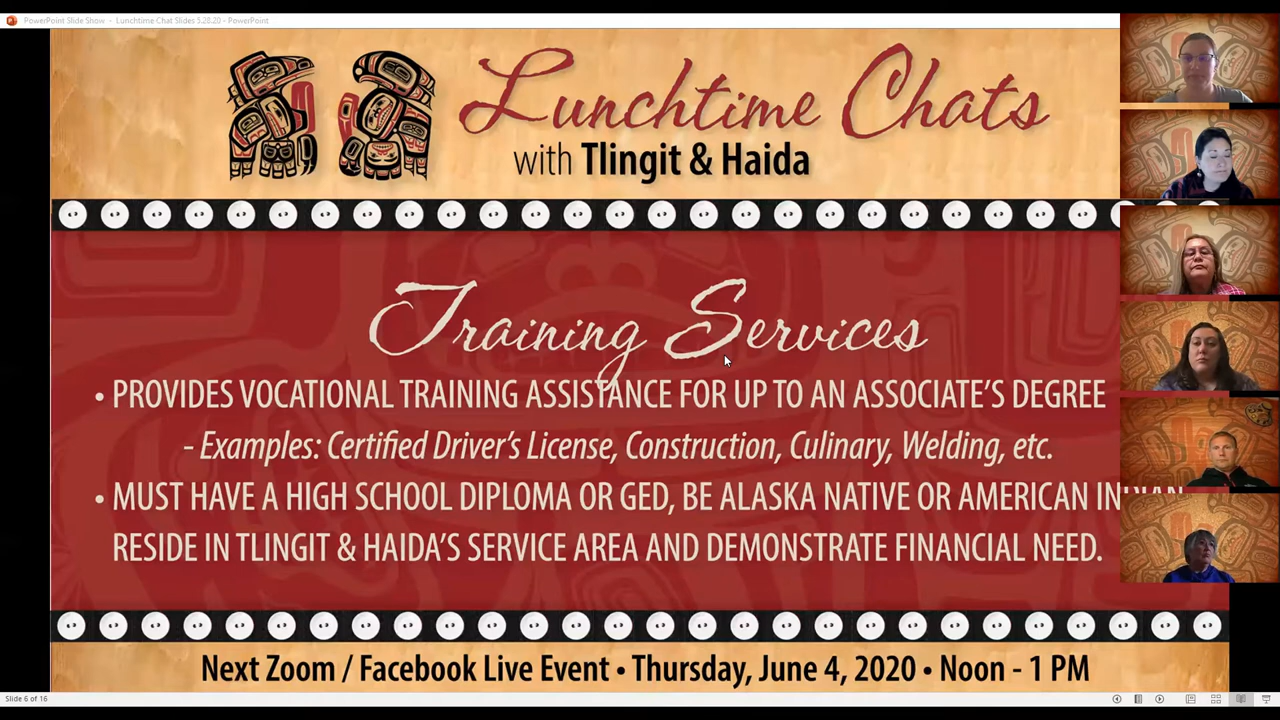 PowerPoint Slide Show - Lunchtime Chat Slides 5.28.20 - PowerPoint
Lunchtime Chats
with Tlingit & Haida
Training Services
• PROVIDES VOCATIONAL TRAINING ASSISTANCE FOR UP TO AN ASSOCIATE'S DEGREE
- Examples: Certified Driver's License, Construction, Culinary, Welding, etc.
• MUST HAVE A HIGH SCHOOL DIPLOMA OR GED, BE ALASKA NATIVE OR AMERICAN INDIAN
RESIDE IN TLINGIT & HAIDA'S SERVICE AREA AND DEMONSTRATE FINANCIAL NEED.
Next Zoom / Facebook Live Event • Thursday, June 4, 2020 • Noon - 1 PM
Slide 6 of 16